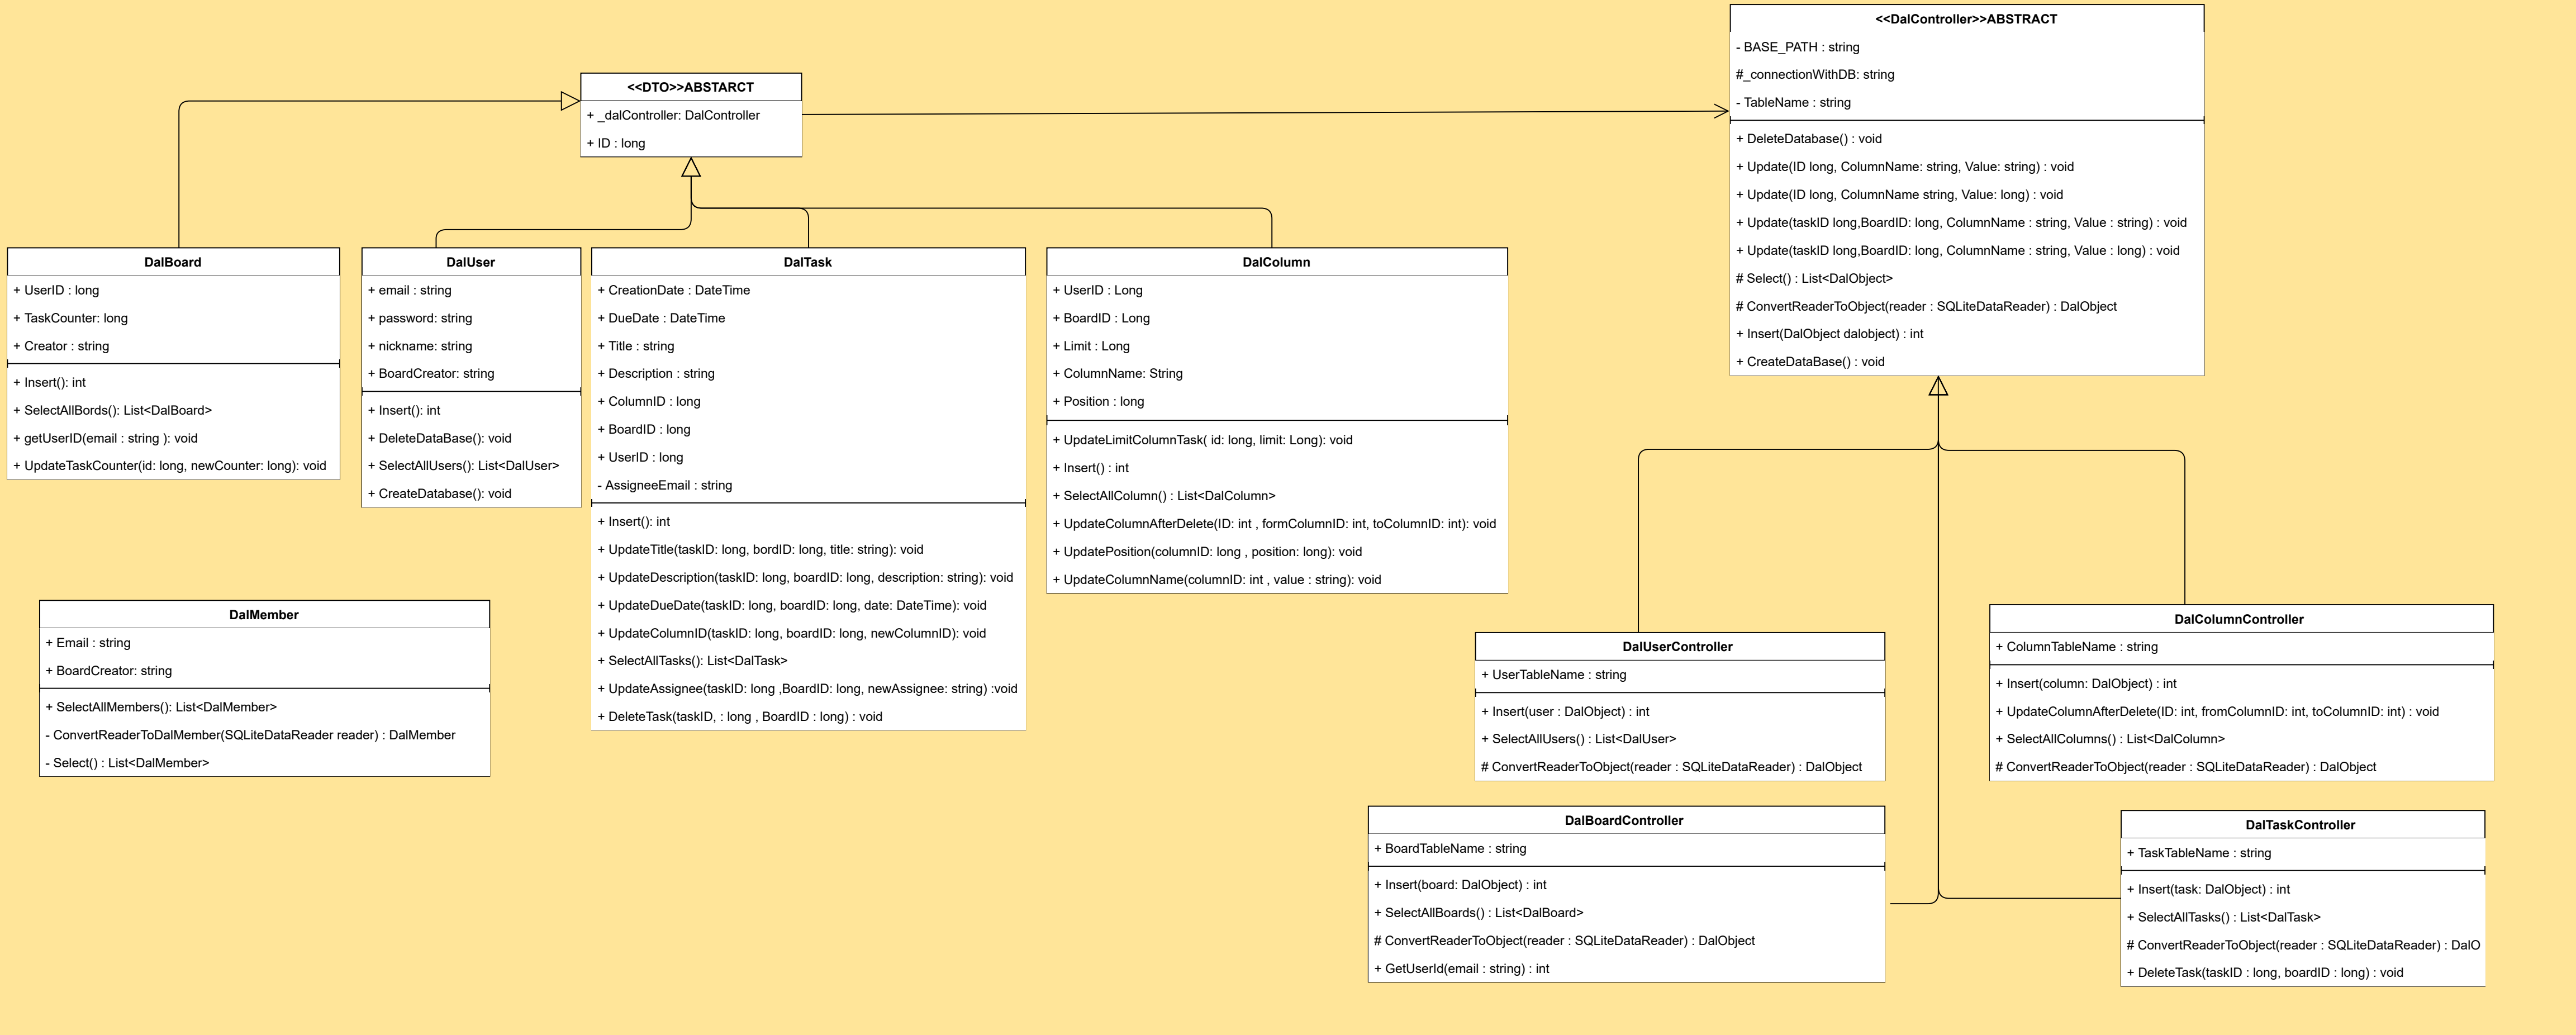 <<DTO>>ABSTARCT
+ _dalController: DalController
+ ID : long
<<DalController>>ABSTRACT
- BASE_PATH : string
#_connectionWithDB: string
- TableName : string
+ DeleteDatabase() : void
+ Update(ID long, ColumnName: string, Value: string) : void
+ Update(ID long, ColumnName string, Value: long) : void
+ Update(taskID long,BoardID: long, ColumnName : string, Value : string) : void
+ Update(taskID long,BoardID: long, ColumnName : string, Value : long) : void
# Select() : List<DalObject>
# ConvertReaderToObject(reader : SQLiteDataReader) : DalObject
+ Insert(DalObject dalobject) : int
+ CreateDataBase() : void
DalBoard
+ UserID : long
+ TaskCounter: long
+ Creator : string
+ Insert(): int
+ SelectAllBords(): List<DalBoard>
+ getUserID(email : string ): void
+ UpdateTaskCounter(id: long, newCounter: long): void
DalUser
+ email : string
+ password: string
+ nickname: string
+ BoardCreator: string
+ Insert(): int
+ DeleteDataBase(): void
+ SelectAllUsers(): List<DalUser>
+ CreateDatabase(): void
DalTask
+ CreationDate : DateTime
+ DueDate : DateTime
+ Title : string
+ Description : string
+ ColumnID : long
+ BoardID : long
+ UserID : long
- AssigneeEmail : string
+ Insert(): int
+ UpdateTitle(taskID: long, bordID: long, title: string): void
+ UpdateDescription(taskID: long, boardID: long, description: string): void
+ UpdateDueDate(taskID: long, boardID: long, date: DateTime): void
+ UpdateColumnID(taskID: long, boardID: long, newColumnID): void
+ SelectAllTasks(): List<DalTask>
+ UpdateAssignee(taskID: long ,BoardID: long, newAssignee: string) :void
+ DeleteTask(taskID, : long , BoardID : long) : void
DalColumn
+ UserID : Long
+ BoardID : Long
+ Limit : Long
+ ColumnName: String
+ Position : long
+ UpdateLimitColumnTask( id: long, limit: Long): void
+ Insert() : int
+ SelectAllColumn() : List<DalColumn>
+ UpdateColumnAfterDelete(ID: int , formColumnID: int, toColumnID: int): void
+ UpdatePosition(columnID: long , position: long): void
+ UpdateColumnName(columnID: int , value : string): void
DalMember
+ Email : string
+ BoardCreator: string
+ SelectAllMembers(): List<DalMember>
- ConvertReaderToDalMember(SQLiteDataReader reader) : DalMember
- Select() : List<DalMember>
DalUserController
+ UserTableName : string
+ Insert(user : DalObject) : int
+ SelectAllUsers() : List<DalUser>
# ConvertReaderToObject(reader : SQLiteDataReader) : DalObject
DalColumnController
+ ColumnTableName : string
+ Insert(column: DalObject) : int
+ UpdateColumnAfterDelete(ID: int, fromColumnID: int, toColumnID: int) : void
+ SelectAllColumns() : List<DalColumn>
# ConvertReaderToObject(reader : SQLiteDataReader) : DalObject
DalBoardController
+ BoardTableName : string
+ Insert(board: DalObject) : int
+ SelectAllBoards() : List<DalBoard>
# ConvertReaderToObject(reader : SQLiteDataReader) : DalObject
+ GetUserId(email : string) : int
DalTaskController
+ TaskTableName : string
+ Insert(task: DalObject) : int
+ SelectAllTasks() : List<DalTask>
# ConvertReaderToObject(reader : SQLiteDataReader) : DalO
+ DeleteTask(taskID : long, boardID : long) : void